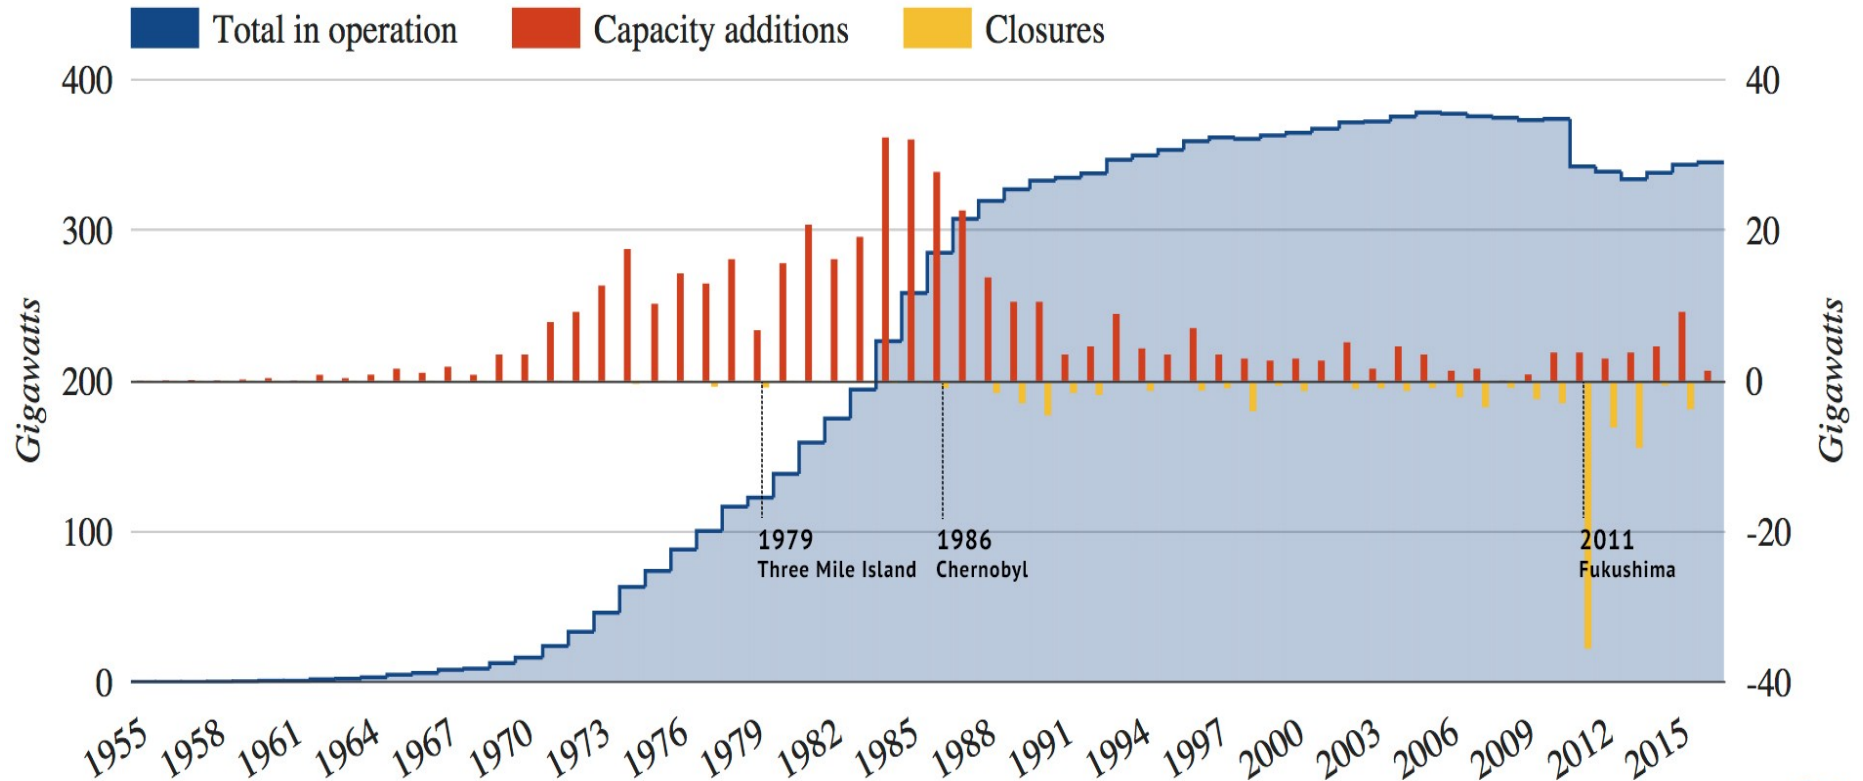 Total in operation Capacity additions Closures
400 40
300 20
200 0
100 -20
0 -40
Gigawatts
Gigawatts
1979
Three Mile Island
1986
Chernobyl
2011
Fukushima
1955 1958 1961 1964 1967 1970 1973 1976 1979 1982 1985 1988 1991 1994 1997 2000 2003 2006 2009 2012 2015